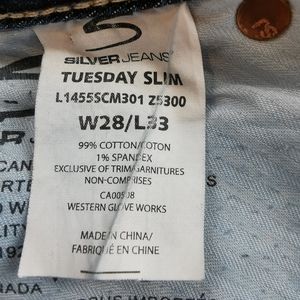 S
SILVER JEANS
TUESDAY SLIM
L1455SCM301 Z5300
W28/L33
99% COTTON/COTON
1% SPANDEX
EXCLUSIVE OF TRIM/GARNITURES
NON-COMPRISES
CA00508
WESTERN GLOVE WORKS
MADE IN CHINA/
FABRIQUÉ EN CHINE